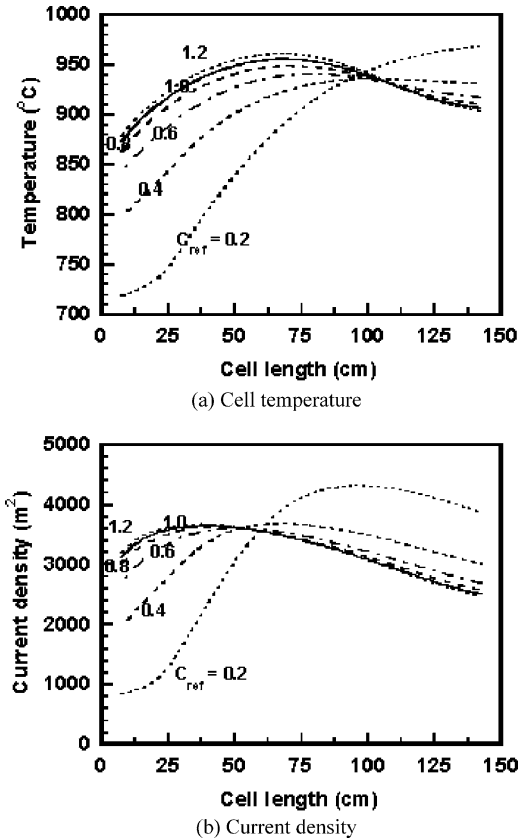 1000
950
900
850
800
750
700
Temperature (°C)
1.2
1.0
0.8
0.6
0.4
C_ref = 0.2
0 25 50 75 100 125 150
Cell length (cm)
(a) Cell temperature
5000
4000
3000
2000
1000
0
Current density (m²)
1.2
1.0
0.8
0.6
0.4
C_ref = 0.2
0 25 50 75 100 125 150
Cell length (cm)
(b) Current density